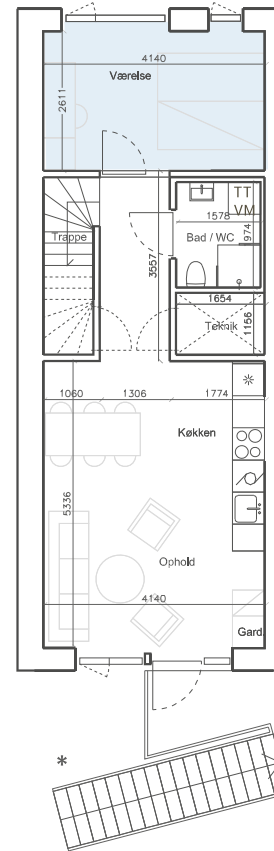 4140
Værelse
2611
TT
VM
1578
Trappe
Bad / WC
974
3557
1654
Teknik
1156
1060
1306
1774
Køkken
5336
Ophold
4140
Gard.
*